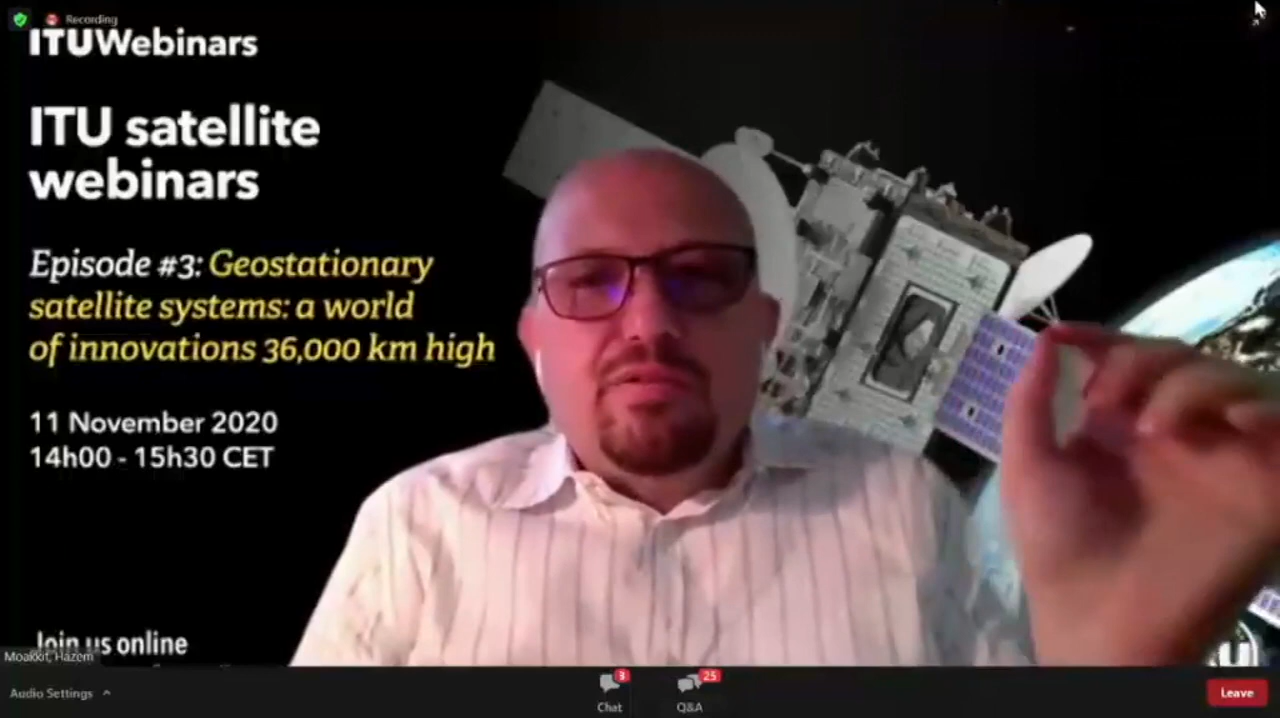 Recording
ITUWebinars
ITU satellite
webinars
Episode #3: Geostationary
satellite systems: a world
of innovations 36,000 km high
11 November 2020
14h00 - 15h30 CET
Join us online
Moakkit, Hazem
Audio Settings
3
Chat
25
Q&A
Leave